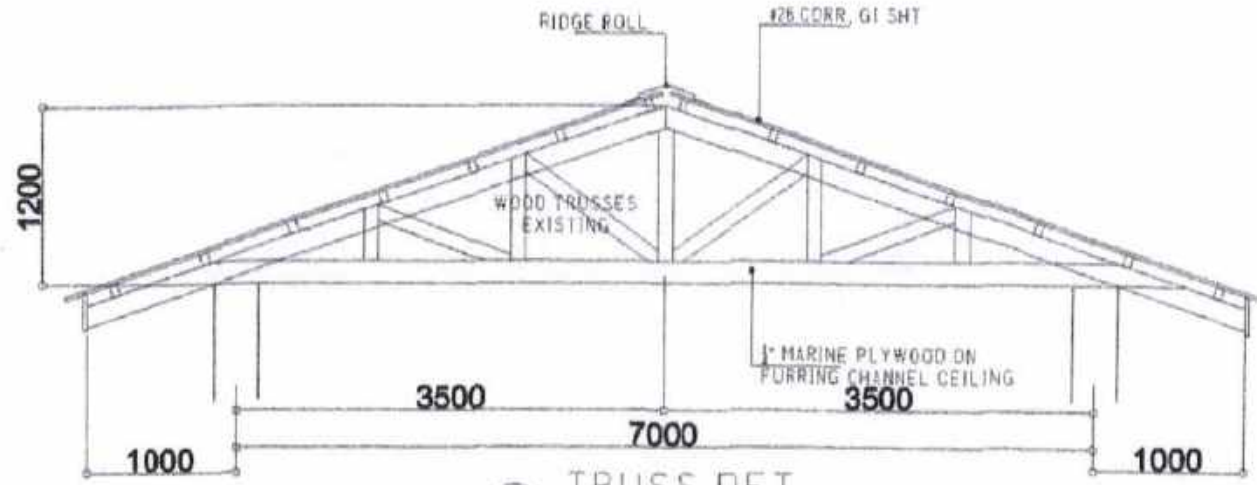 RIDGE ROLL
#26 CORR, GI SHT
1200
WOOD TRUSSES
EXISTING
MARINE PLYWOOD ON
FURRING CHANNEL CEILING
3500
3500
7000
1000
1000
TRUSS DET